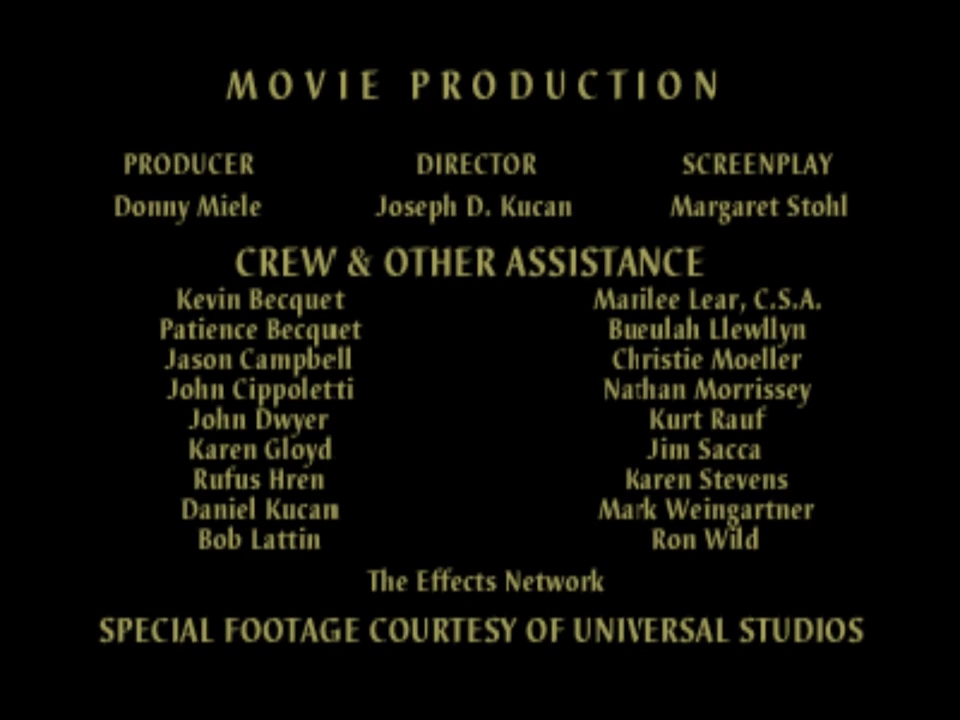 MOVIE PRODUCTION
PRODUCER DIRECTOR SCREENPLAY
Donny Miele Joseph D. Kucan Margaret Stohl
CREW & OTHER ASSISTANCE
Kevin Becquet Marilee Lear, C.S.A.
Patience Becquet Bueulah Llewllyn
Jason Campbell Christie Moeller
John Cippoletti Nathan Morrissey
John Dwyer Kurt Rauf
Karen Gloyd Jim Sacca
Rufus Hren Karen Stevens
Daniel Kucan Mark Weingartner
Bob Lattin Ron Wild
The Effects Network
SPECIAL FOOTAGE COURTESY OF UNIVERSAL STUDIOS